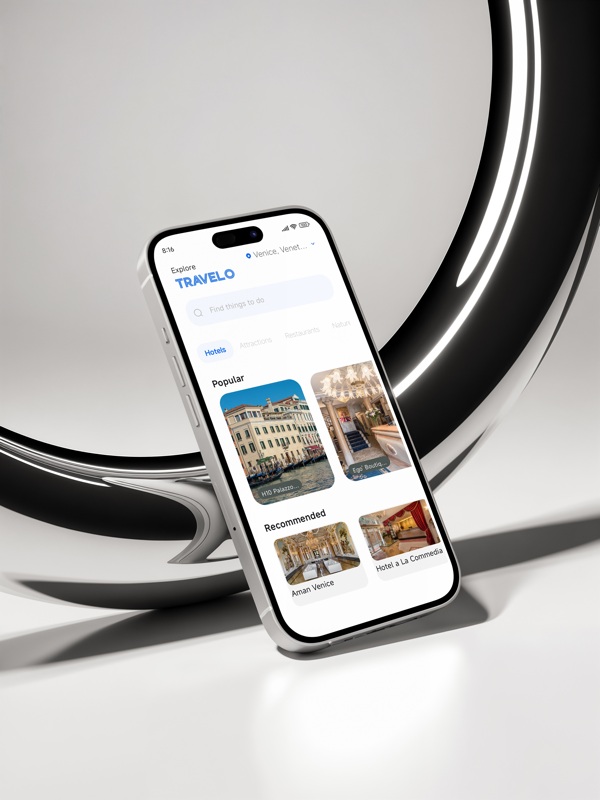 8:16
Explore
Venice, Venet...
TRAVELO
Find things to do
Hotels
Attractions
Restaurants
Popular
H10 Palazzo...
Ego' Boutiq...
Recommended
Aman Venice
Hotel a La Commedia